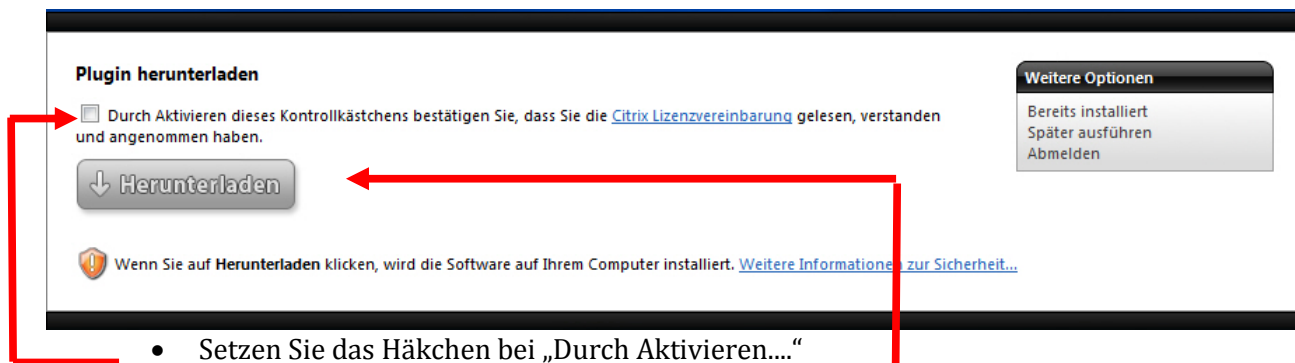 Plugin herunterladen
Durch Aktivieren dieses Kontrollkästchens bestätigen Sie, dass Sie die Citrix Lizenzvereinbarung gelesen, verstanden
und angenommen haben.
Herunterladen
Wenn Sie auf Herunterladen klicken, wird die Software auf Ihrem Computer installiert. Weitere Informationen zur Sicherheit...
Weitere Optionen
Bereits installiert
Später ausführen
Abmelden
• Setzen Sie das Häkchen bei „Durch Aktivieren....“